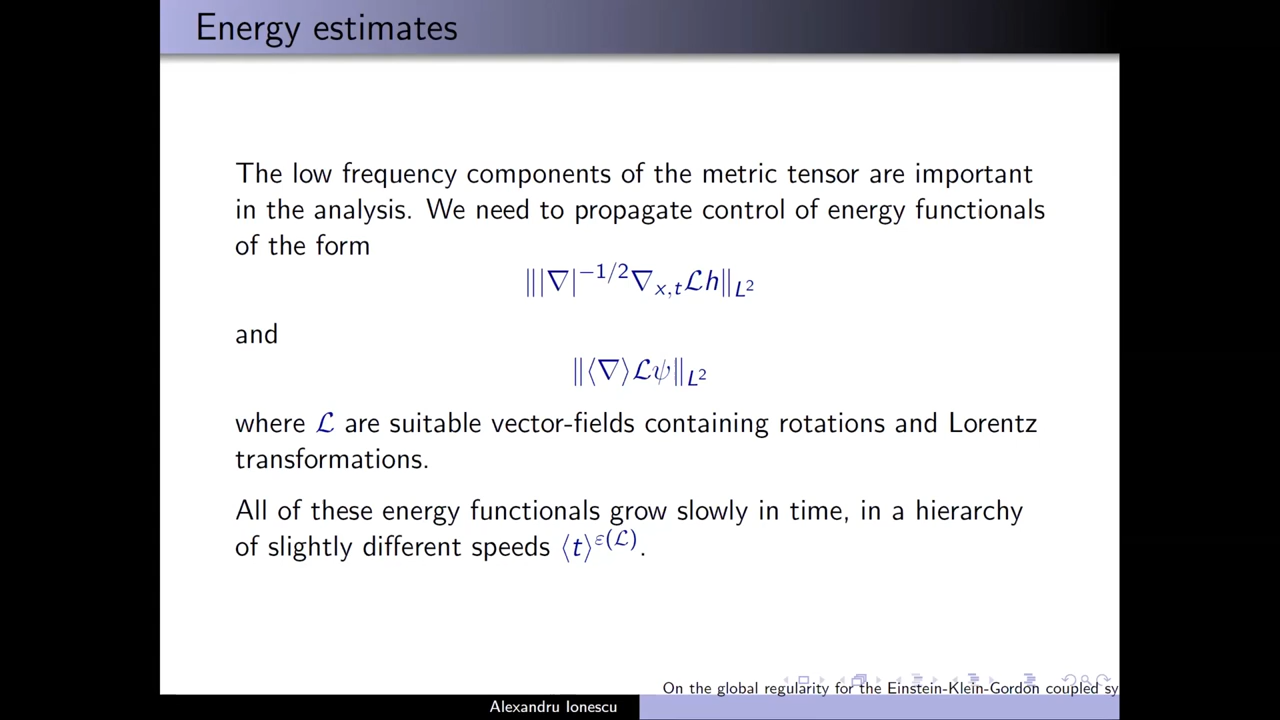 Energy estimates
The low frequency components of the metric tensor are important
in the analysis. We need to propagate control of energy functionals
of the form
‖|∇|^{−1/2}∇_{x,t}ℒh‖_{L²}
and
‖⟨∇⟩ℒψ‖_{L²}
where ℒ are suitable vector-fields containing rotations and Lorentz
transformations.
All of these energy functionals grow slowly in time, in a hierarchy
of slightly different speeds ⟨t⟩^{ε(ℒ)}.
On the global regularity for the Einstein-Klein-Gordon coupled sy
Alexandru Ionescu